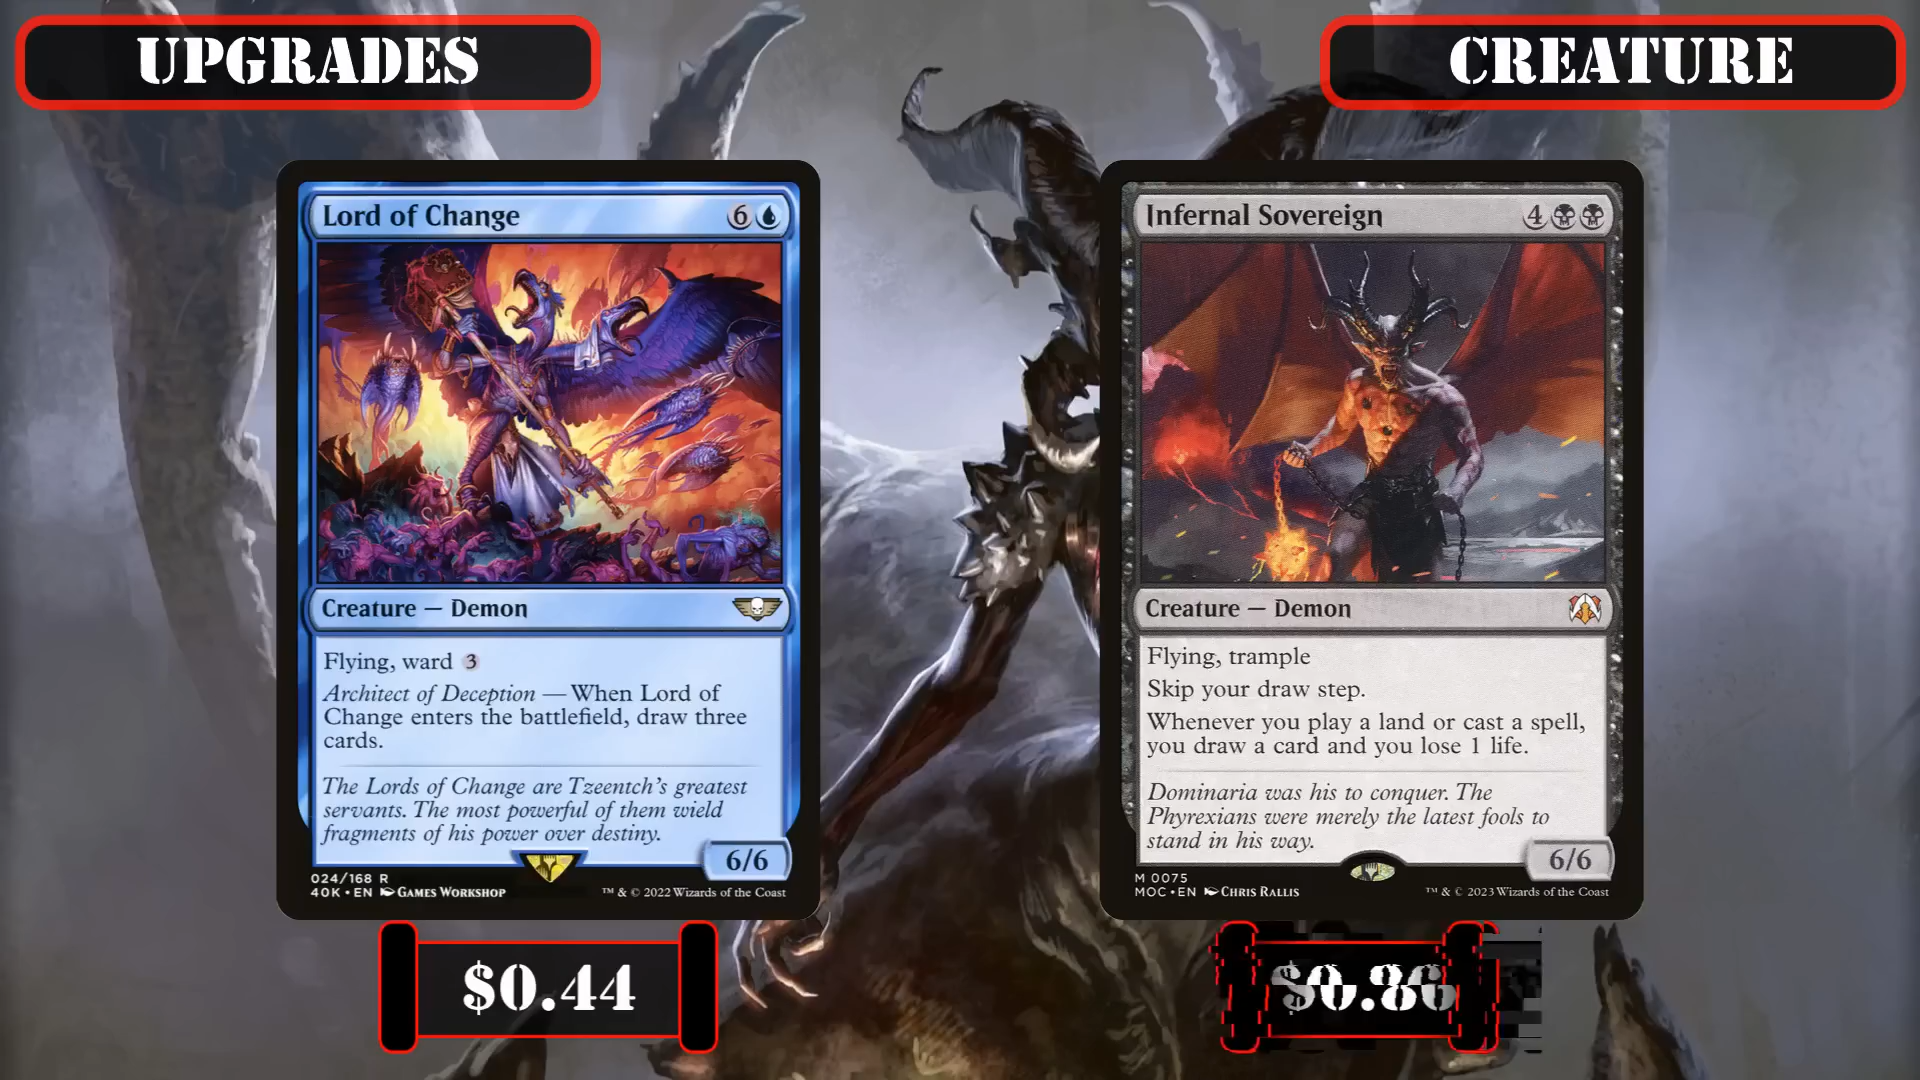 UPGRADES
CREATURE
Lord of Change 6
Creature — Demon
Flying, ward 3
Architect of Deception — When Lord of
Change enters the battlefield, draw three
cards.
The Lords of Change are Tzeentch's greatest
servants. The most powerful of them wield
fragments of his power over destiny.
6/6
024/168 R
40K • EN GAMES WORKSHOP
™ & © 2022 Wizards of the Coast
$0.44
Infernal Sovereign 4
Creature — Demon
Flying, trample
Skip your draw step.
Whenever you play a land or cast a spell,
you draw a card and you lose 1 life.
Dominaria was his to conquer. The
Phyrexians were merely the latest fools to
stand in his way.
6/6
M 0075
MOC • EN CHRIS RALLIS
™ & © 2023 Wizards of the Coast
$0.86